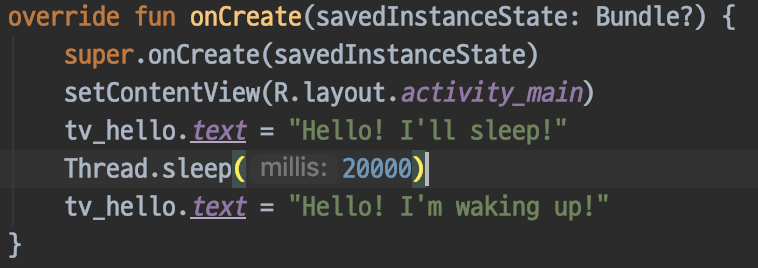 override fun onCreate(savedInstanceState: Bundle?) {
super.onCreate(savedInstanceState)
setContentView(R.layout.activity_main)
tv_hello.text = "Hello! I'll sleep!"
Thread.sleep( millis: 20000)
tv_hello.text = "Hello! I'm waking up!"
}